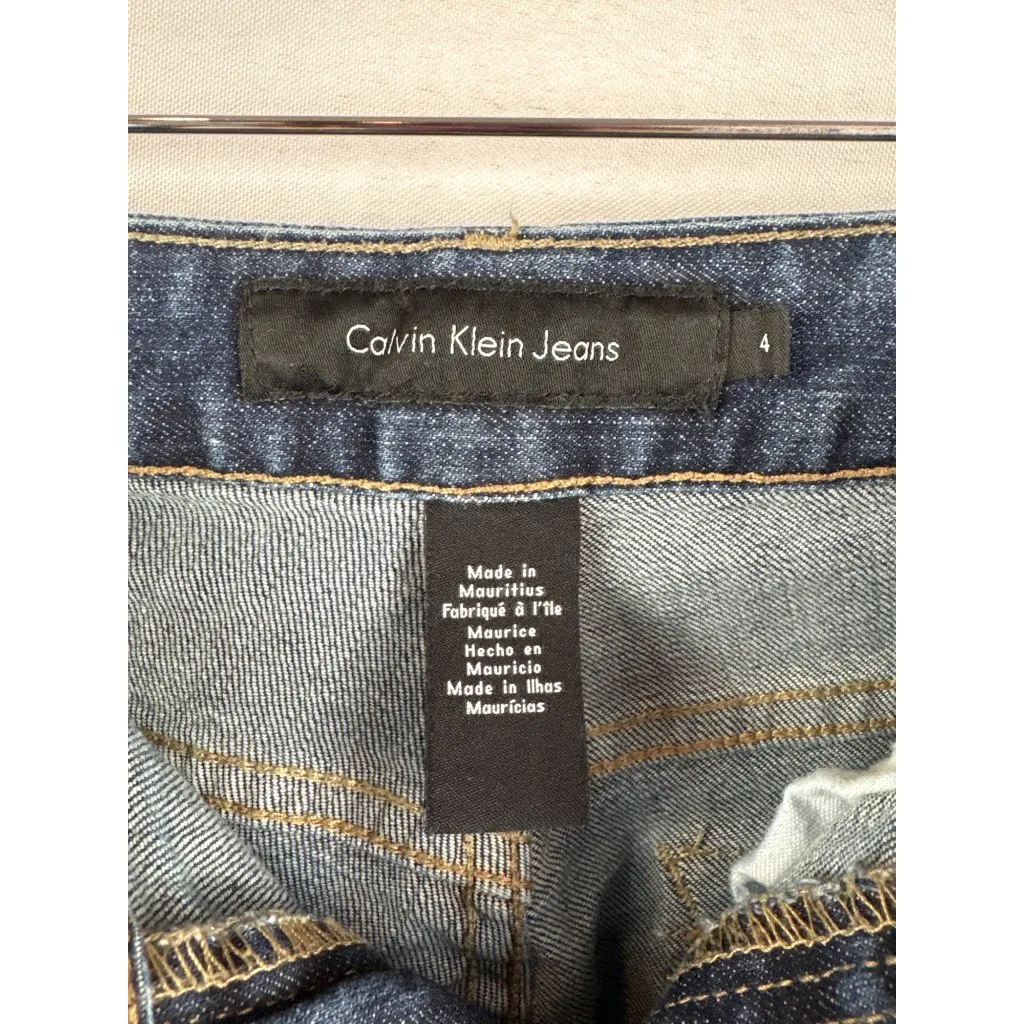 Calvin Klein Jeans
4
Made in
Mauritius
Fabriqué à l'île
Maurice
Hecho en
Mauricio
Made in Ilhas
Maurícias